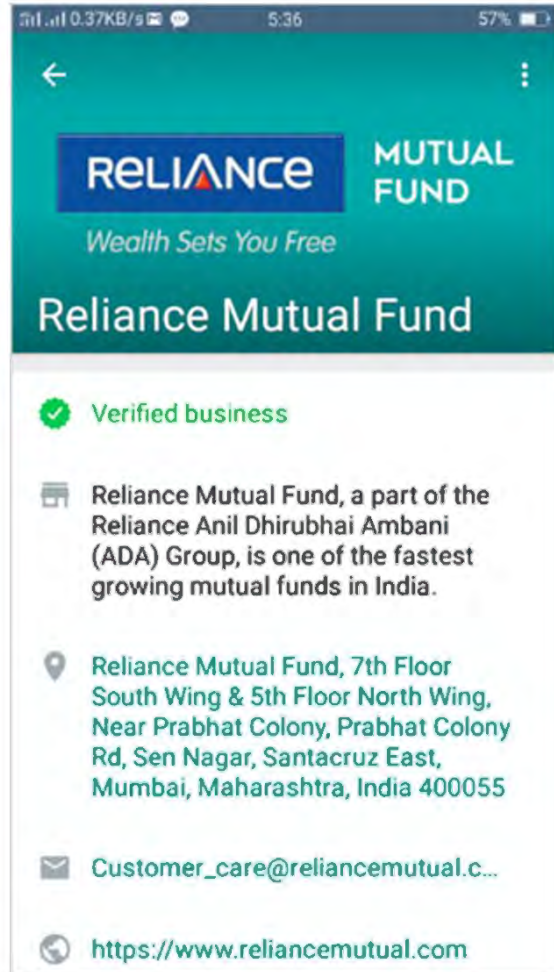 0.37KB/s 5:36 57%
RELIANCE
MUTUAL
FUND
Wealth Sets You Free
Reliance Mutual Fund
Verified business
Reliance Mutual Fund, a part of the
Reliance Anil Dhirubhai Ambani
(ADA) Group, is one of the fastest
growing mutual funds in India.
Reliance Mutual Fund, 7th Floor
South Wing & 5th Floor North Wing,
Near Prabhat Colony, Prabhat Colony
Rd, Sen Nagar, Santacruz East,
Mumbai, Maharashtra, India 400055
Customer_care@reliancemutual.c...
https://www.reliancemutual.com